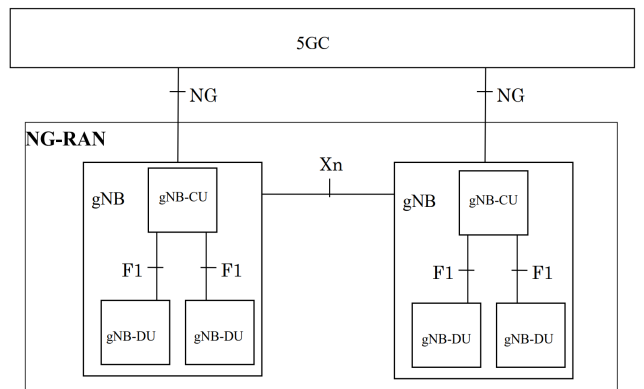 5GC
NG
NG
NG-RAN
Xn
gNB
gNB-CU
gNB
gNB-CU
F1
F1
F1
F1
gNB-DU
gNB-DU
gNB-DU
gNB-DU